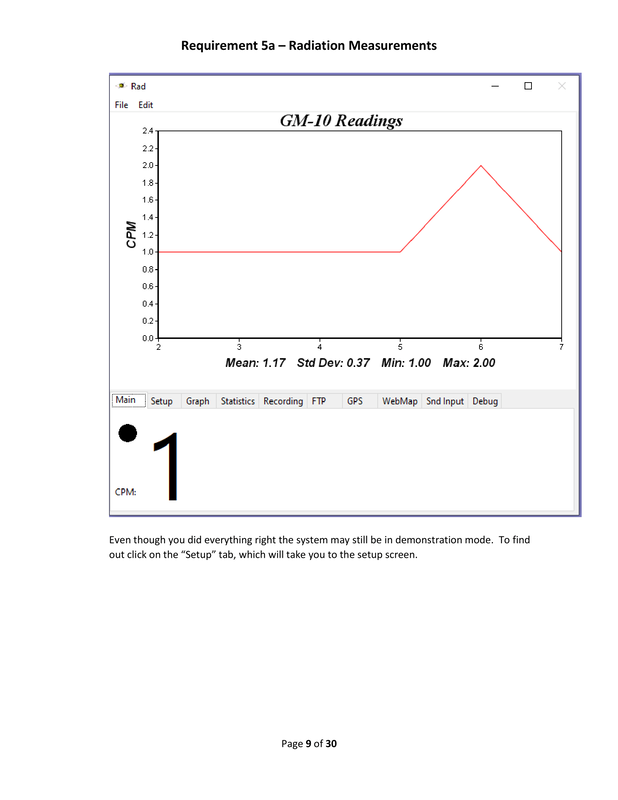 Requirement 5a – Radiation Measurements
Rad
File Edit
GM-10 Readings
2.4
2.2
2.0
1.8
1.6
1.4
1.2
1.0
0.8
0.6
0.4
0.2
0.0
CPM
2 3 4 5 6 7
Mean: 1.17 Std Dev: 0.37 Min: 1.00 Max: 2.00
Main Setup Graph Statistics Recording FTP GPS WebMap Snd Input Debug
1
CPM:
Even though you did everything right the system may still be in demonstration mode. To find
out click on the “Setup” tab, which will take you to the setup screen.
Page 9 of 30